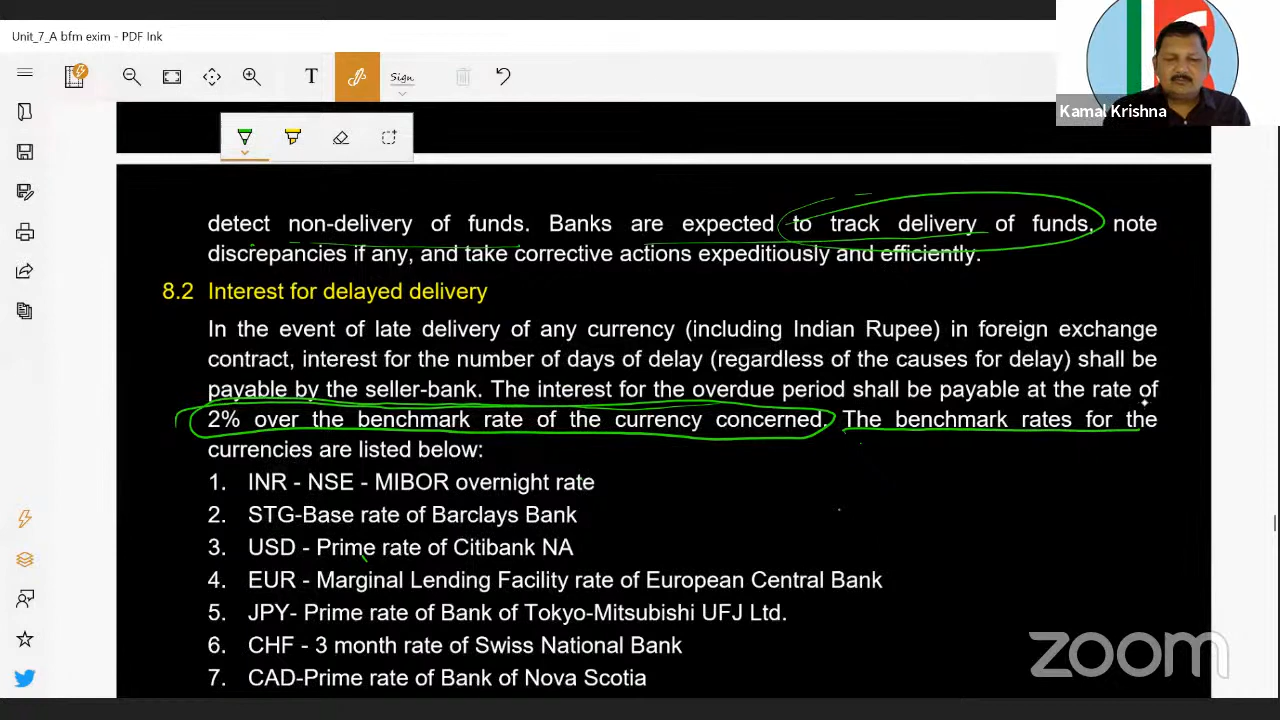 Unit_7_A bfm exim - PDF Ink
T
Sign
Kamal Krishna
detect non-delivery of funds. Banks are expected to track delivery of funds, note
discrepancies if any, and take corrective actions expeditiously and efficiently.
8.2 Interest for delayed delivery
In the event of late delivery of any currency (including Indian Rupee) in foreign exchange
contract, interest for the number of days of delay (regardless of the causes for delay) shall be
payable by the seller-bank. The interest for the overdue period shall be payable at the rate of
2% over the benchmark rate of the currency concerned. The benchmark rates for the
currencies are listed below:
1. INR - NSE - MIBOR overnight rate
2. STG-Base rate of Barclays Bank
3. USD - Prime rate of Citibank NA
4. EUR - Marginal Lending Facility rate of European Central Bank
5. JPY- Prime rate of Bank of Tokyo-Mitsubishi UFJ Ltd.
6. CHF - 3 month rate of Swiss National Bank
7. CAD-Prime rate of Bank of Nova Scotia
zoom